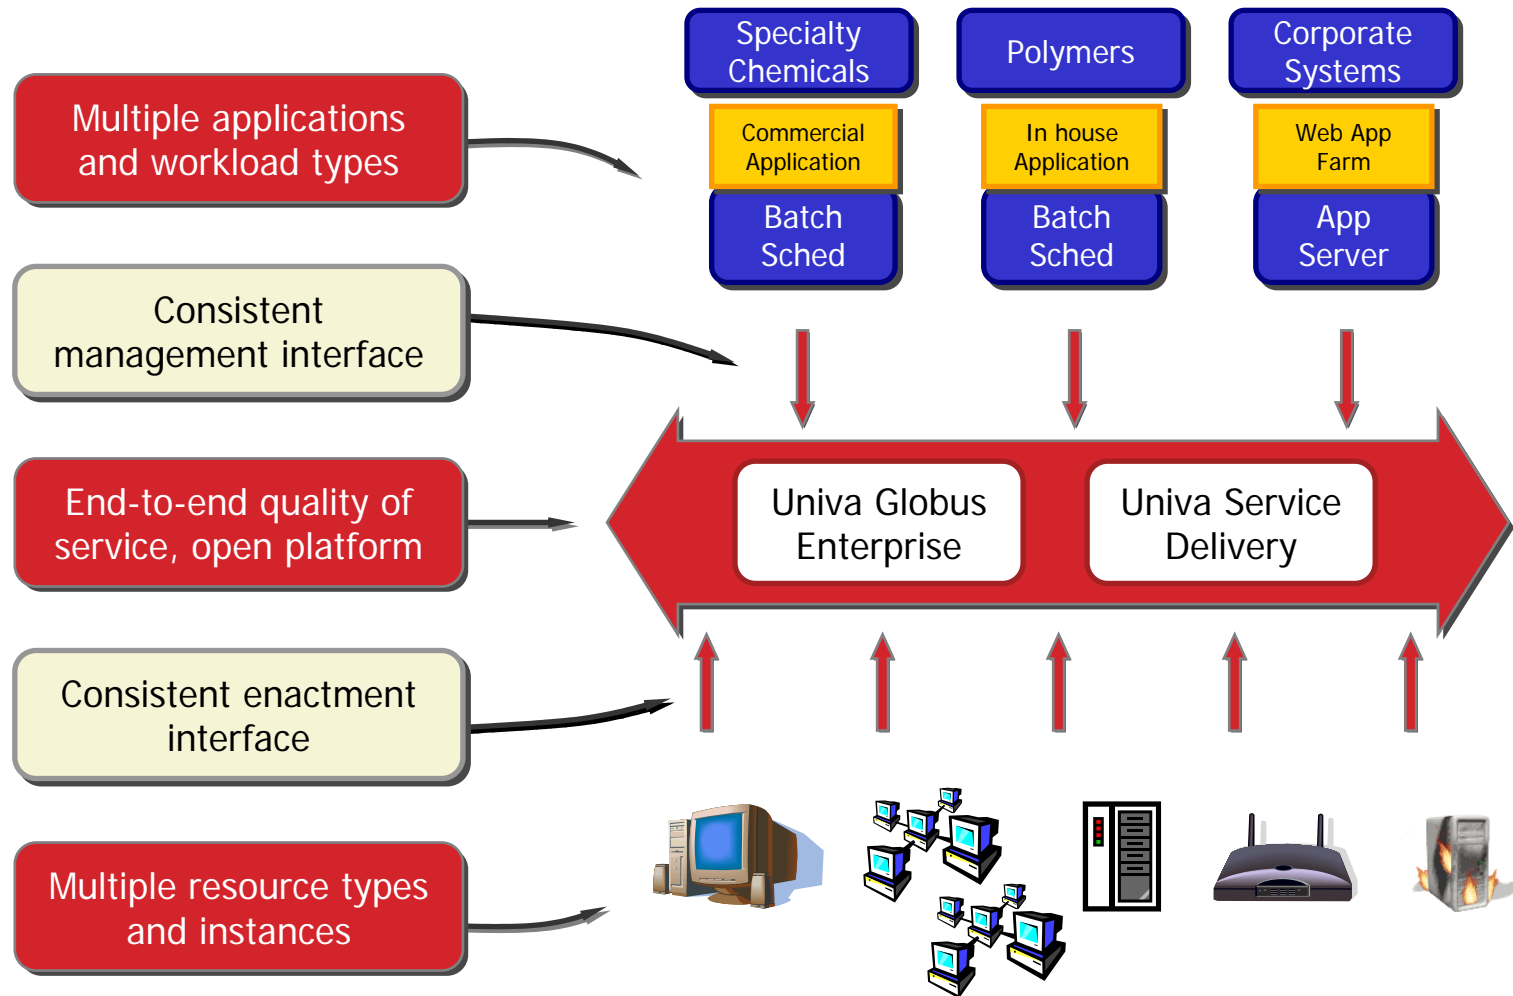 Specialty
Chemicals
Polymers
Corporate
Systems
Multiple applications
and workload types
Commercial
Application
In house
Application
Web App
Farm
Batch
Sched
Batch
Sched
App
Server
Consistent
management interface
End-to-end quality of
service, open platform
Univa Globus
Enterprise
Univa Service
Delivery
Consistent enactment
interface
Multiple resource types
and instances